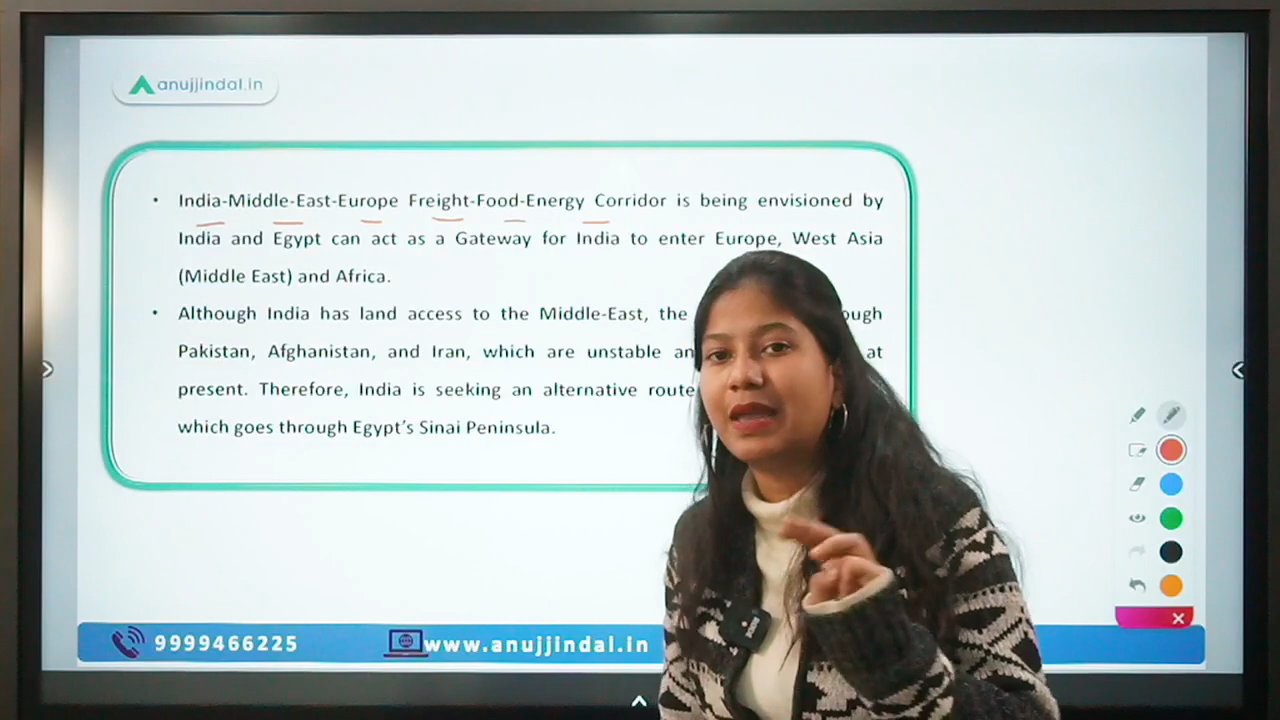 anujjindal.in
• India-Middle-East-Europe Freight-Food-Energy Corridor is being envisioned by
India and Egypt can act as a Gateway for India to enter Europe, West Asia
(Middle East) and Africa.
• Although India has land access to the Middle-East, the
Pakistan, Afghanistan, and Iran, which are unstable at
present. Therefore, India is seeking an alternative route
which goes through Egypt's Sinai Peninsula.
9999466225 www.anujjindal.in